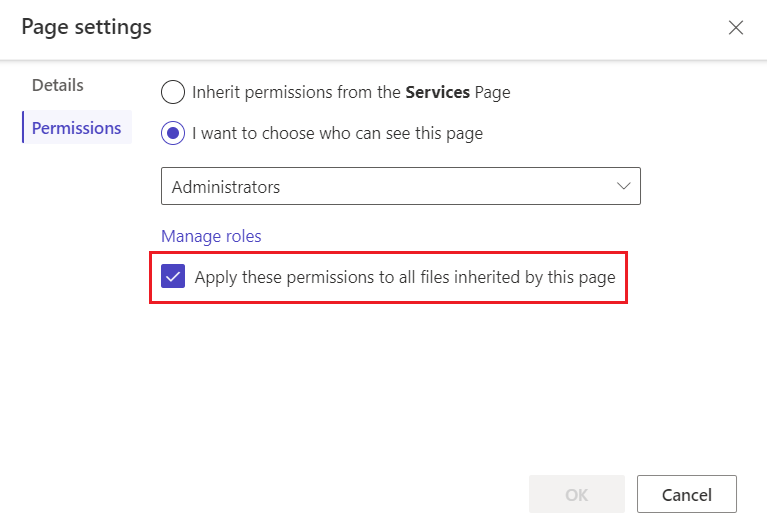 Page settings
Details
Permissions
Inherit permissions from the Services Page
I want to choose who can see this page
Administrators
Manage roles
Apply these permissions to all files inherited by this page
OK
Cancel